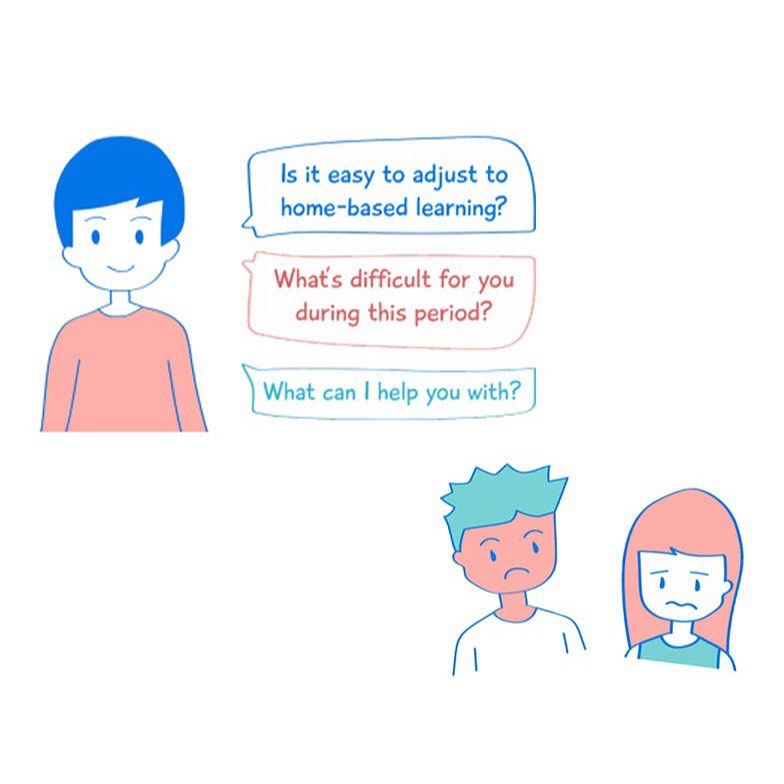 Is it easy to adjust to
home-based learning?
What's difficult for you
during this period?
What can I help you with?